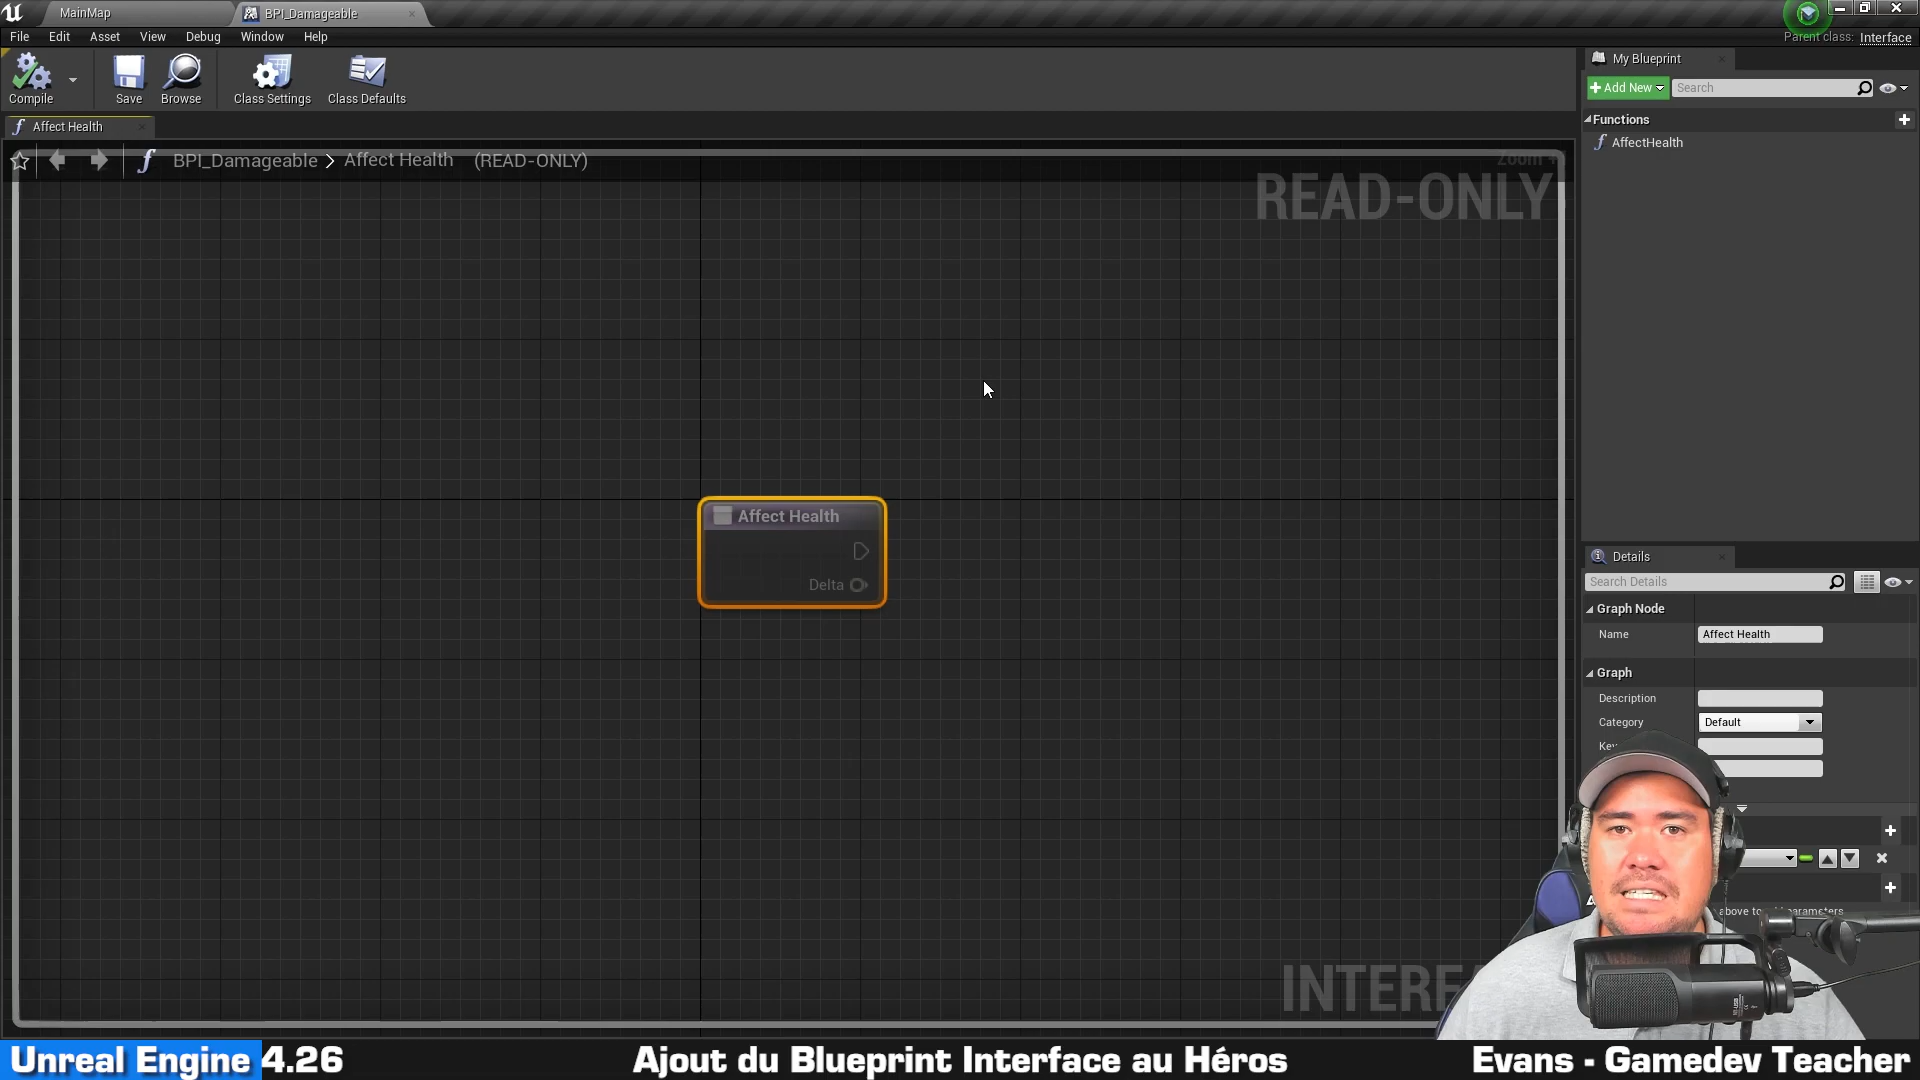 MainMap
BPI_Damageable
Parent class: Interface
File Edit Asset View Debug Window Help
Compile
Save
Browse
Class Settings
Class Defaults
My Blueprint
+ Add New
Search
Functions
AffectHealth
Affect Health
BPI_Damageable > Affect Health (READ-ONLY)
Zoom
READ-ONLY
Affect Health
Delta
Details
Search Details
Graph Node
Name
Affect Health
Graph
Description
Category
Default
above to parameters
Unreal Engine 4.26
Ajout du Blueprint Interface au Héros
Evans - Gamedev Teacher